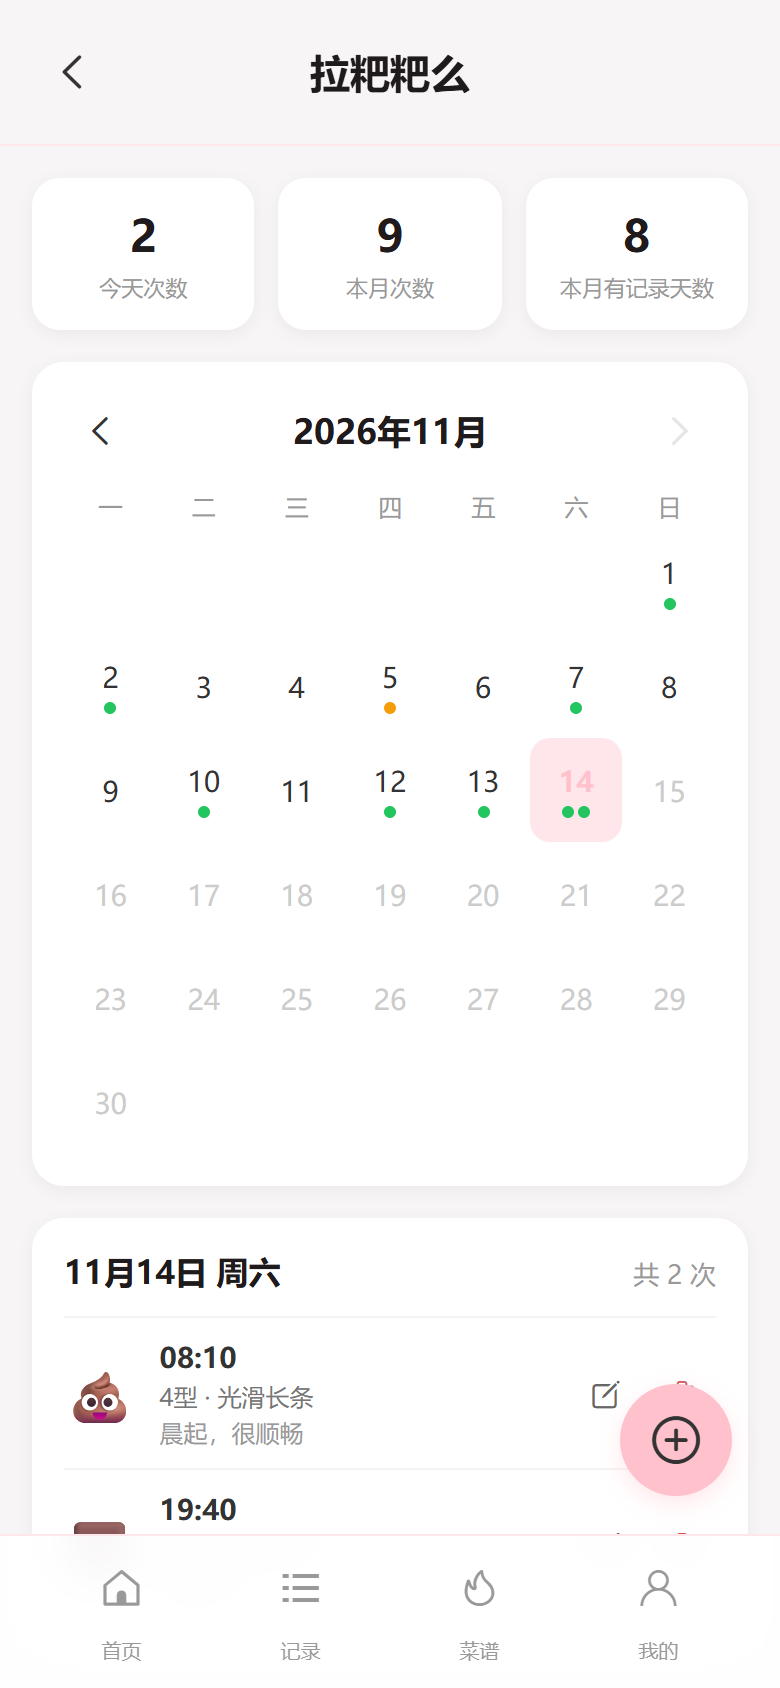 拉粑粑么
2 9 8
今天次数 本月次数 本月有记录天数
2026年11月
一 二 三 四 五 六 日
1
2 3 4 5 6 7 8
9 10 11 12 13 14 15
16 17 18 19 20 21 22
23 24 25 26 27 28 29
30
11月14日 周六 共 2 次
08:10
4型 · 光滑长条
晨起，很顺畅
19:40
首页 记录 菜谱 我的